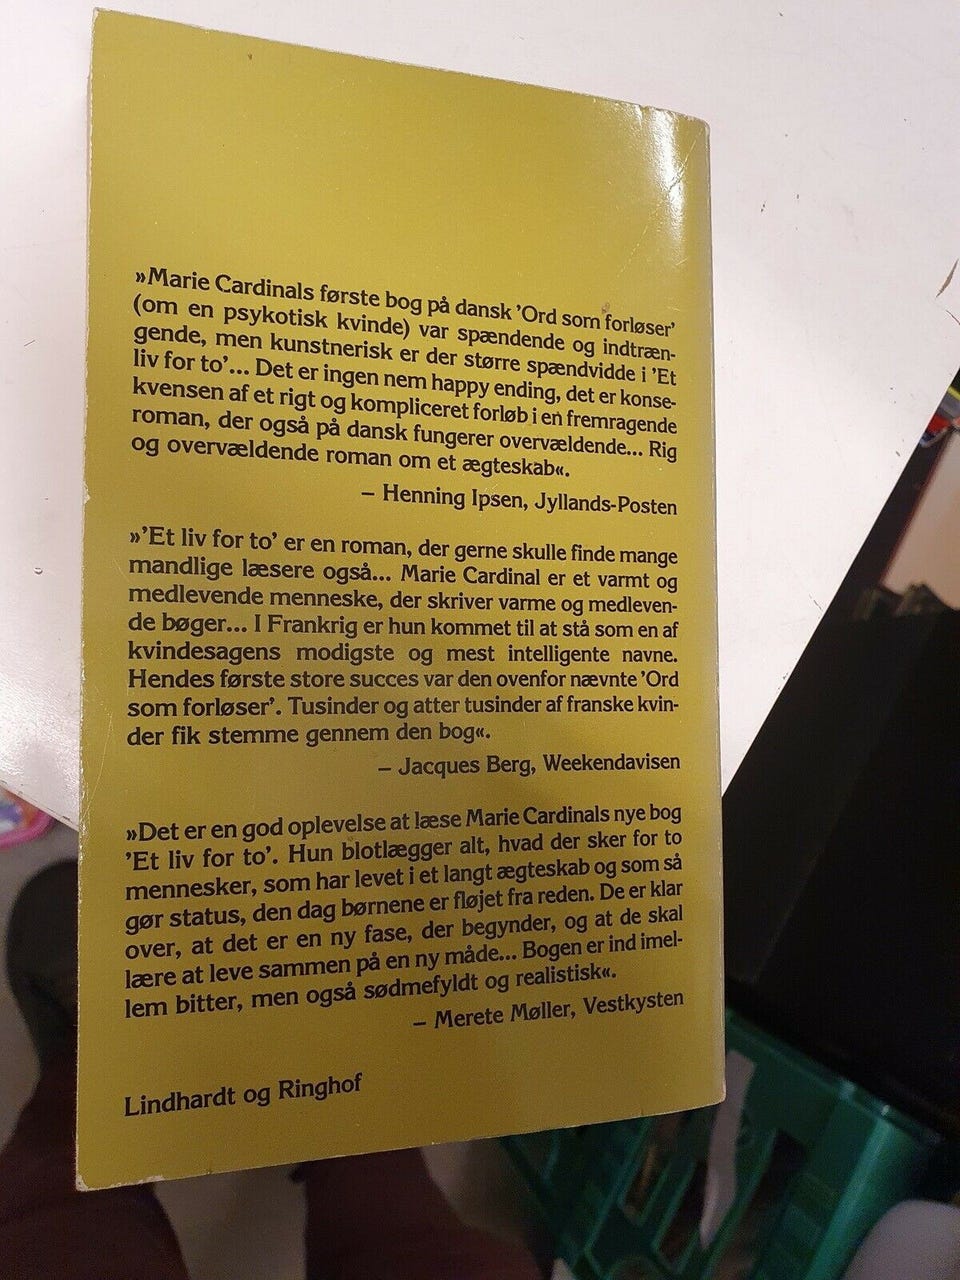 »Marie Cardinals første bog på dansk 'Ord som forløser'
(om en psykotisk kvinde) var spændende og indtræn-
gende, men kunstnerisk er der større spændvidde i 'Et
liv for to'... Det er ingen nem happy ending, det er konse-
kvensen af et rigt og kompliceret forløb i en fremragende
roman, der også på dansk fungerer overvældende... Rig
og overvældende roman om et ægteskab«.
– Henning Ipsen, Jyllands-Posten
»'Et liv for to' er en roman, der gerne skulle finde mange
mandlige læsere også... Marie Cardinal er et varmt og
medlevende menneske, der skriver varme og medleven-
de bøger... I Frankrig er hun kommet til at stå som en af
kvindesagens modigste og mest intelligente navne.
Hendes første store succes var den ovenfor nævnte 'Ord
som forløser'. Tusinder og atter tusinder af franske kvin-
der fik stemme gennem den bog«.
– Jacques Berg, Weekendavisen
»Det er en god oplevelse at læse Marie Cardinals nye bog
'Et liv for to'. Hun blotlægger alt, hvad der sker for to
mennesker, som har levet i et langt ægteskab og som så
gør status, den dag børnene er fløjet fra reden. De er klar
over, at det er en ny fase, der begynder, og at de skal
lære at leve sammen på en ny måde... Bogen er ind imel-
lem bitter, men også sødmefyldt og realistisk«.
– Merete Møller, Vestkysten
Lindhardt og Ringhof